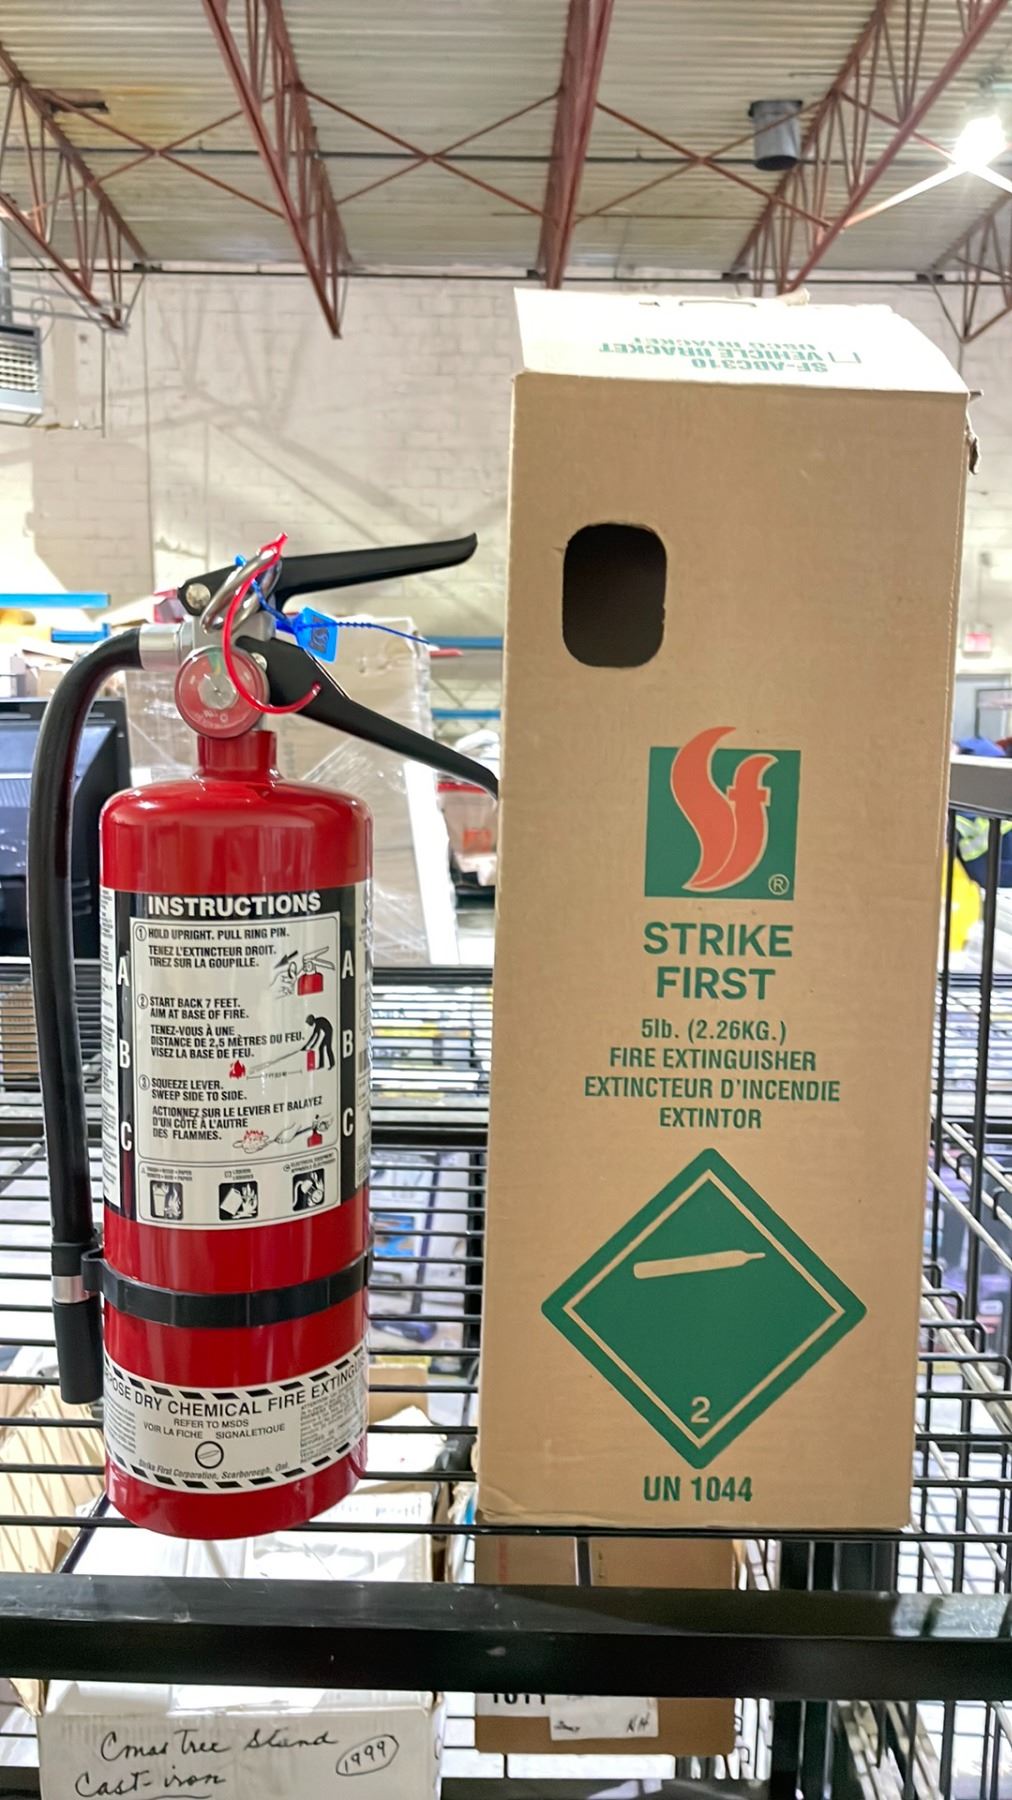 SF-ABC310
VEHICLE BRACKET
USCG BRACKET
Sf
®
STRIKE
FIRST
5lb. (2.26KG.)
FIRE EXTINGUISHER
EXTINCTEUR D'INCENDIE
EXTINTOR
2
UN 1044
INSTRUCTIONS
1 HOLD UPRIGHT. PULL RING PIN.
TENEZ L'EXTINCTEUR DROIT.
TIREZ SUR LA GOUPILLE.
2 START BACK 7 FEET.
AIM AT BASE OF FIRE.
TENEZ-VOUS À UNE
DISTANCE DE 2,5 MÈTRES DU FEU.
VISEZ LA BASE DE FEU.
3 SQUEEZE LEVER.
SWEEP SIDE TO SIDE.
ACTIONNEZ SUR LE LEVIER ET BALAYEZ
D'UN CÔTÉ À L'AUTRE
DES FLAMMES.
A
B
C
A
B
C
DRY CHEMICAL FIRE
REFER TO MSDS
VOIR LA FICHE SIGNALETIQUE
Strike First Corporation, Scarborough, Ont.
Cmas Tree Stand
1999
Cast-iron